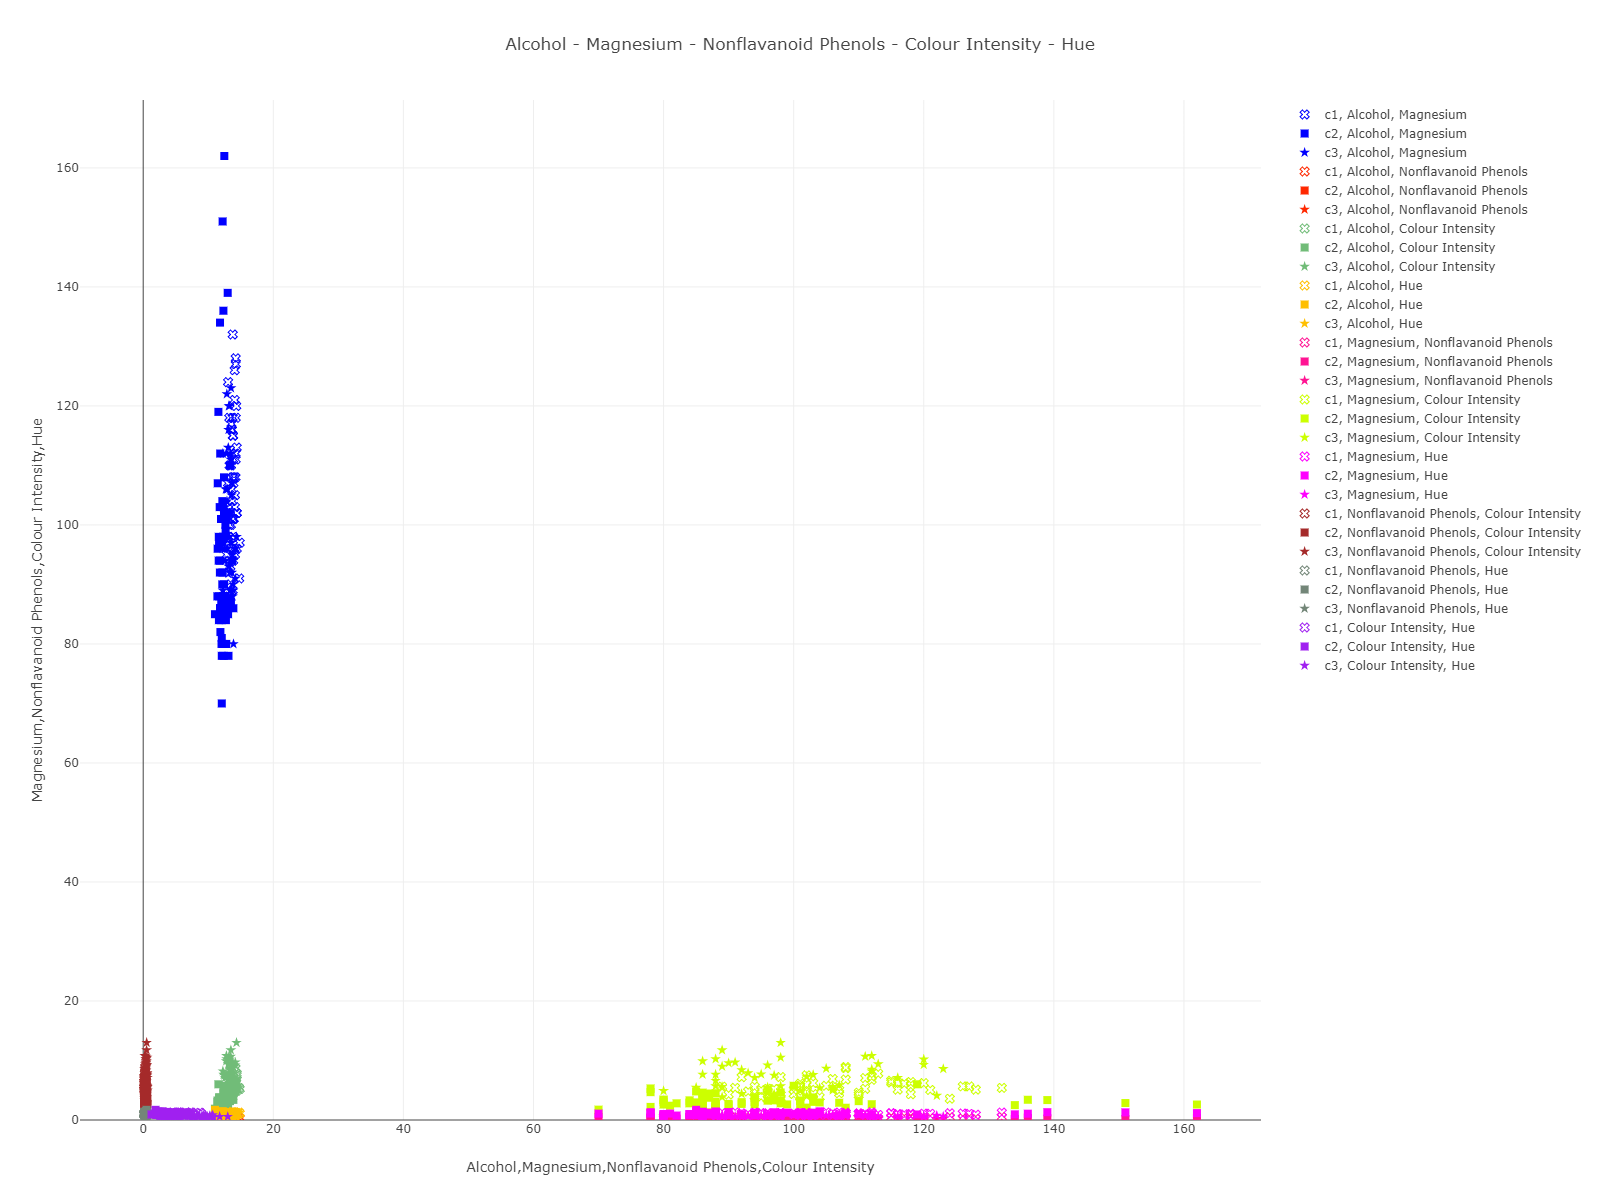 Alcohol - Magnesium - Nonflavanoid Phenols - Colour Intensity - Hue
Magnesium,Nonflavanoid Phenols,Colour Intensity,Hue
160
140
120
100
80
60
40
20
0
0 20 40 60 80 100 120 140 160
Alcohol,Magnesium,Nonflavanoid Phenols,Colour Intensity
c1, Alcohol, Magnesium
c2, Alcohol, Magnesium
c3, Alcohol, Magnesium
c1, Alcohol, Nonflavanoid Phenols
c2, Alcohol, Nonflavanoid Phenols
c3, Alcohol, Nonflavanoid Phenols
c1, Alcohol, Colour Intensity
c2, Alcohol, Colour Intensity
c3, Alcohol, Colour Intensity
c1, Alcohol, Hue
c2, Alcohol, Hue
c3, Alcohol, Hue
c1, Magnesium, Nonflavanoid Phenols
c2, Magnesium, Nonflavanoid Phenols
c3, Magnesium, Nonflavanoid Phenols
c1, Magnesium, Colour Intensity
c2, Magnesium, Colour Intensity
c3, Magnesium, Colour Intensity
c1, Magnesium, Hue
c2, Magnesium, Hue
c3, Magnesium, Hue
c1, Nonflavanoid Phenols, Colour Intensity
c2, Nonflavanoid Phenols, Colour Intensity
c3, Nonflavanoid Phenols, Colour Intensity
c1, Nonflavanoid Phenols, Hue
c2, Nonflavanoid Phenols, Hue
c3, Nonflavanoid Phenols, Hue
c1, Colour Intensity, Hue
c2, Colour Intensity, Hue
c3, Colour Intensity, Hue